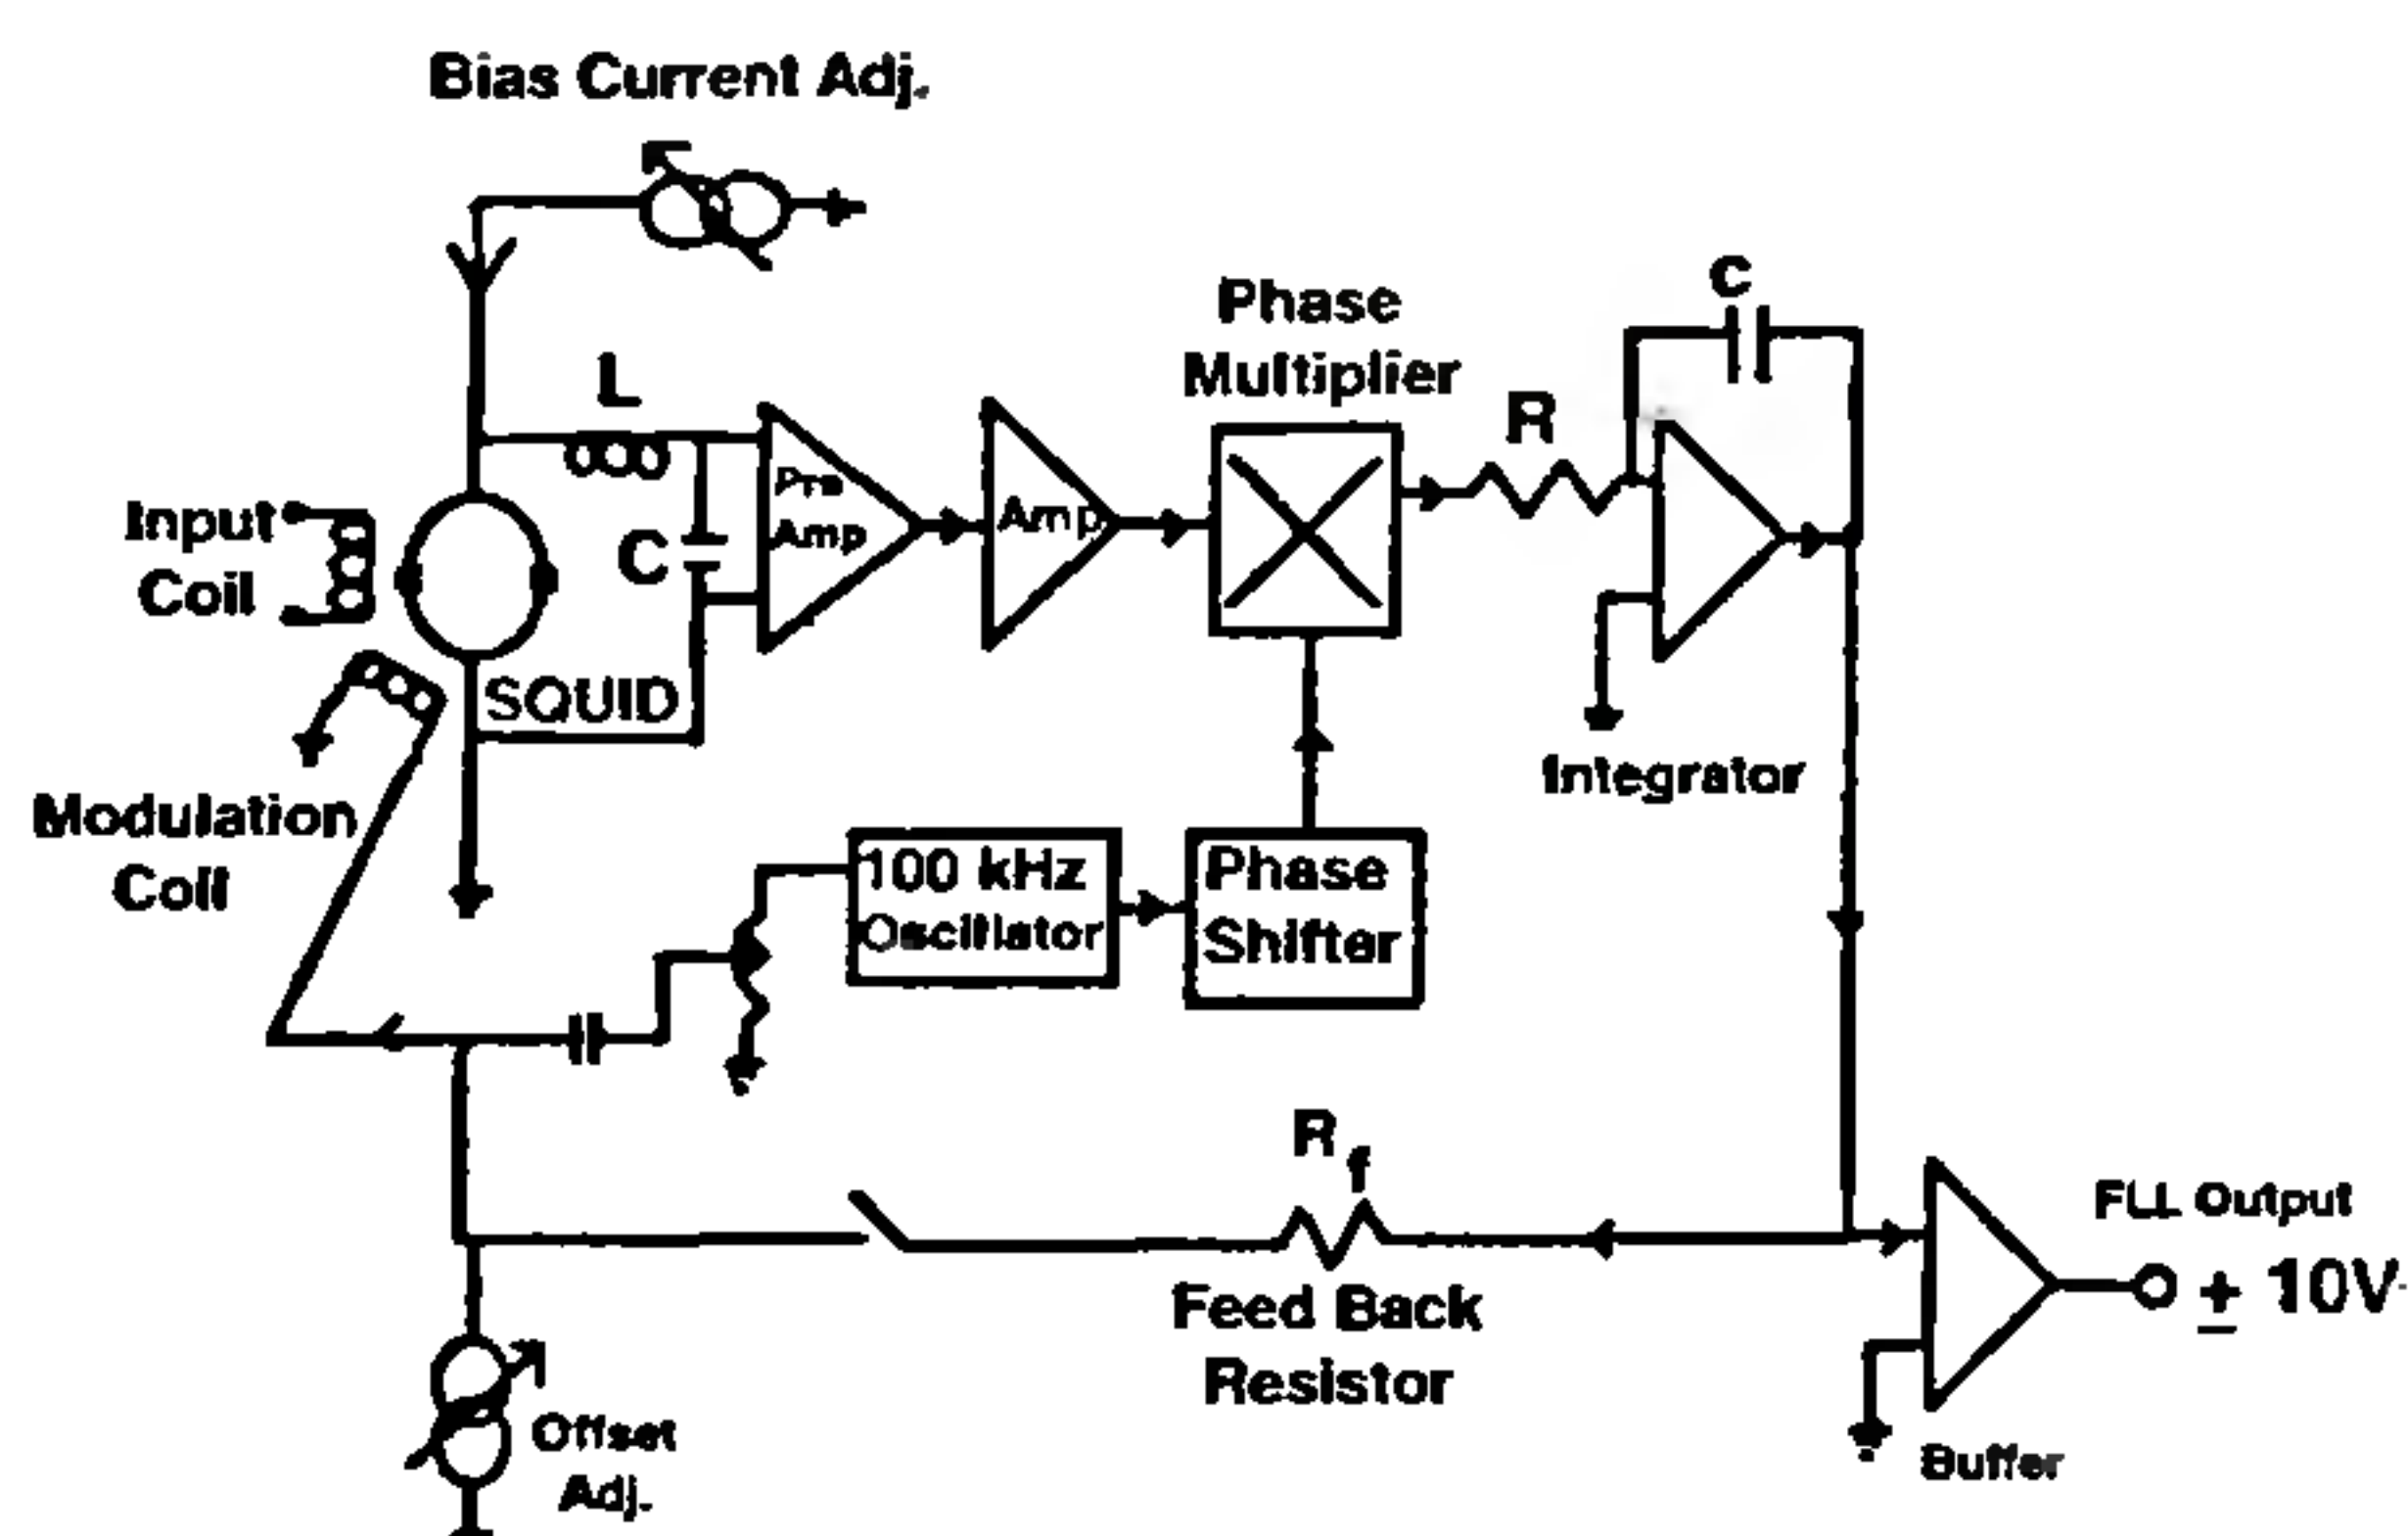 Bias Current Adj.
L
Input
Coil
C
Pre
Amp
Amp
SQUID
Phase
Multiplier
R
C
Integrator
Modulation
Coil
100 kHz
Oscillator
Phase
Shifter
R f
Feed Back
Resistor
FLL Output
± 10V
Buffer
Offset
Adj.